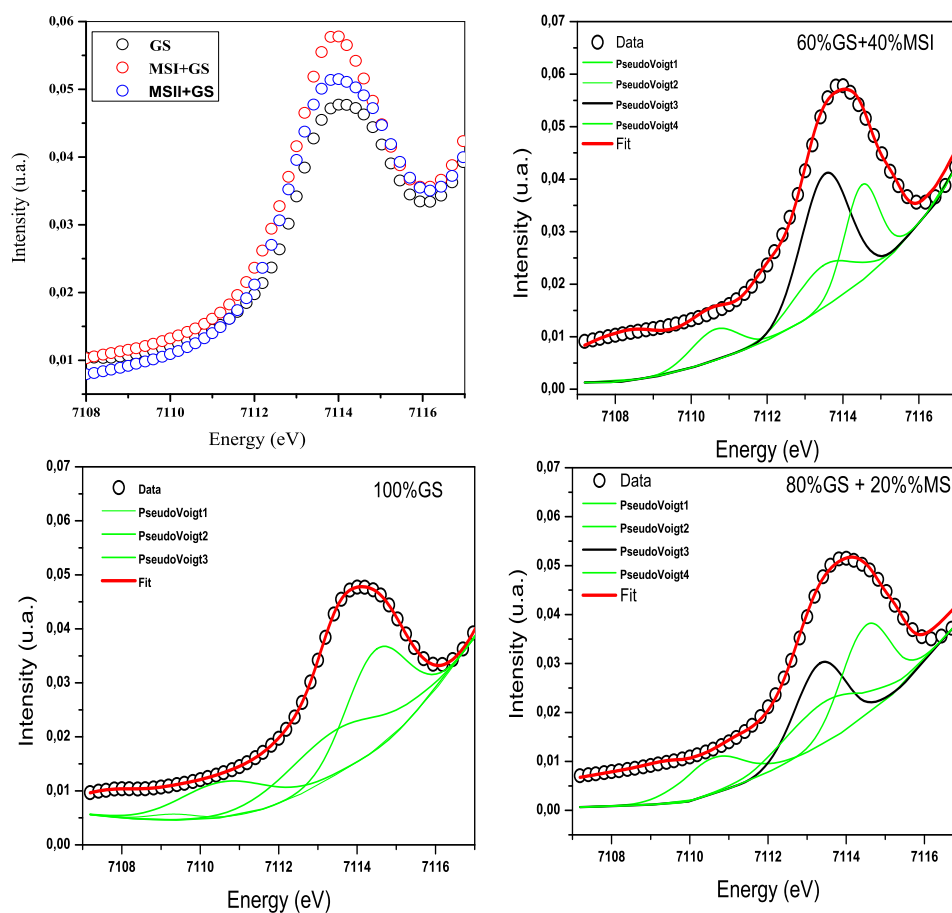 0,06
0,05
0,04
0,03
0,02
0,01
GS
MSI+GS
MSII+GS
Intensity (u.a.)
7108 7110 7112 7114 7116
Energy (eV)
0,07
0,06
0,05
0,04
0,03
0,02
0,01
0,00
Data
PseudoVoigt1
PseudoVoigt2
PseudoVoigt3
PseudoVoigt4
Fit
60%GS+40%MSI
Intensity (u.a.)
7108 7110 7112 7114 7116
Energy (eV)
0,07
0,06
0,05
0,04
0,03
0,02
0,01
0,00
Data
PseudoVoigt1
PseudoVoigt2
PseudoVoigt3
Fit
100%GS
Intensity (u.a.)
7108 7110 7112 7114 7116
Energy (eV)
0,07
0,06
0,05
0,04
0,03
0,02
0,01
0,00
Data
PseudoVoigt1
PseudoVoigt2
PseudoVoigt3
PseudoVoigt4
Fit
80%GS + 20%%MS
Intensity (u.a.)
7108 7110 7112 7114 7116
Energy (eV)